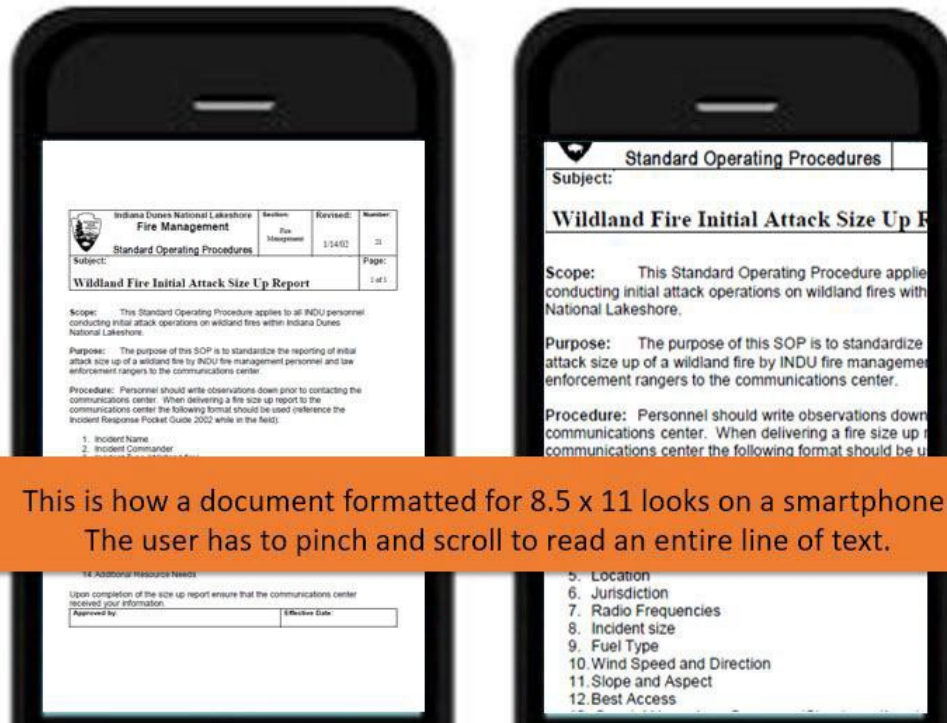 Indiana Dunes National Lakeshore
Fire Management
Standard Operating Procedures
Section:
Fire
Management
Revised:
1/14/02
Number:
21
Subject:
Wildland Fire Initial Attack Size Up Report
Page:
1 of 1
Scope: This Standard Operating Procedure applies to all INDU personnel
conducting initial attack operations on wildland fires within Indiana Dunes
National Lakeshore.
Purpose: The purpose of this SOP is to standardize the reporting of initial
attack size up of a wildland fire by INDU fire management personnel and law
enforcement rangers to the communications center.
Procedure: Personnel should write observations down prior to contacting the
communications center. When delivering a fire size up report to the
communications center the following format should be used (reference the
Incident Response Pocket Guide 2002 while in the field):
1. Incident Name
2. Incident Commander
14. Additional Resource Needs
Upon completion of the size up report ensure that the communications center
received your information.
Approved by:
Effective Date:
Standard Operating Procedures
Subject:
Wildland Fire Initial Attack Size Up R
Scope: This Standard Operating Procedure applie
conducting initial attack operations on wildland fires with
National Lakeshore.
Purpose: The purpose of this SOP is to standardize
attack size up of a wildland fire by INDU fire managemen
enforcement rangers to the communications center.
Procedure: Personnel should write observations down
communications center. When delivering a fire size up r
communications center the following format should be u
This is how a document formatted for 8.5 x 11 looks on a smartphone
The user has to pinch and scroll to read an entire line of text.
5. Location
6. Jurisdiction
7. Radio Frequencies
8. Incident size
9. Fuel Type
10. Wind Speed and Direction
11. Slope and Aspect
12. Best Access